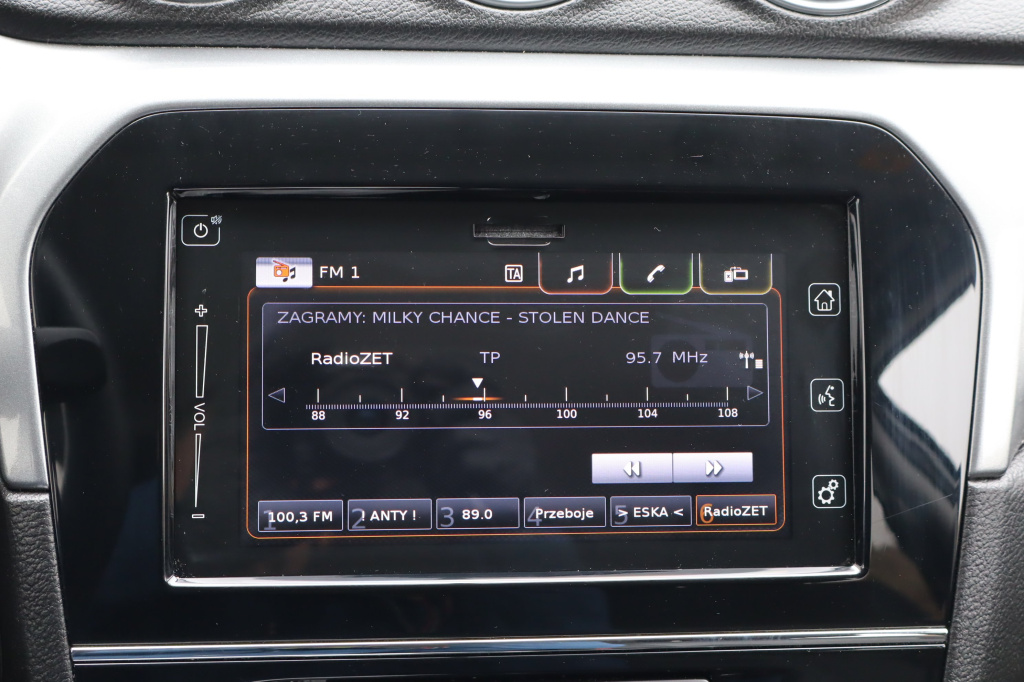 FM 1
TA
ZAGRAMY: MILKY CHANCE - STOLEN DANCE
RadioZET TP 95.7 MHz
88 92 96 100 104 108
VOL
1 100,3 FM
2 ! ANTY !
3 89.0
4 Przeboje
5 > ESKA <
6 RadioZET